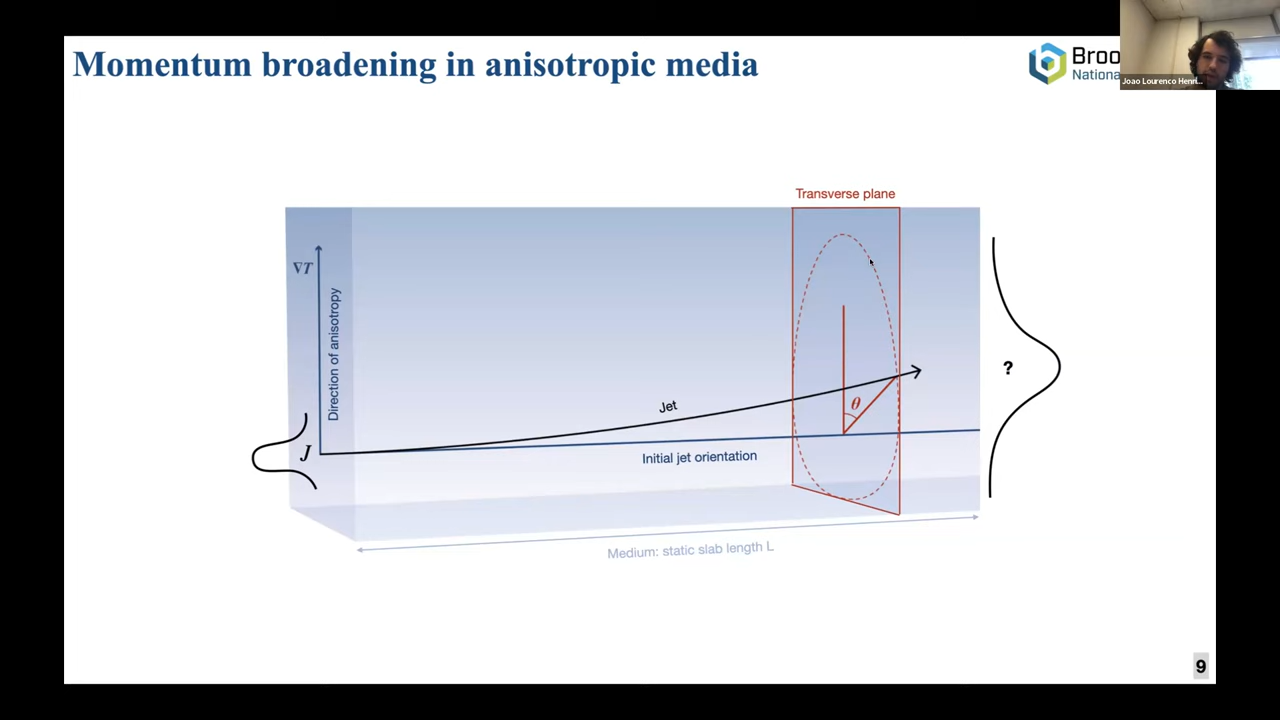 Momentum broadening in anisotropic media
Broo
Nationa
Joao Lourenco Henri...
Transverse plane
∇T
Direction of anisotropy
J
Jet
θ
?
Initial jet orientation
Medium: static slab length L
9